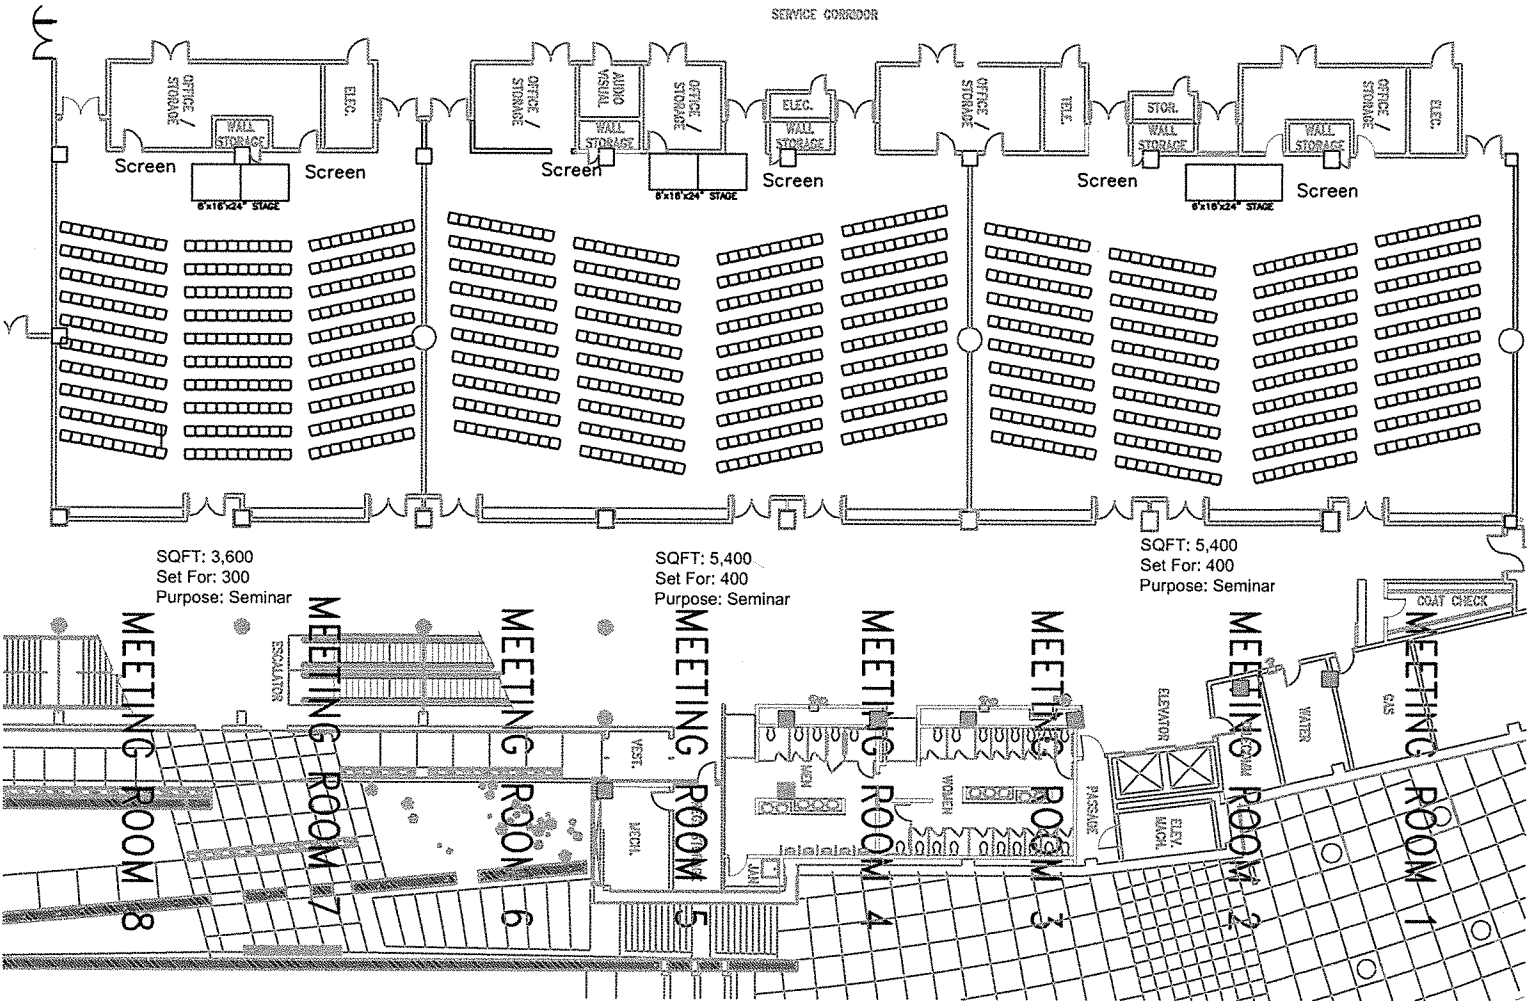 SERVICE CORRIDOR
OFFICE /
STORAGE
ELEC.
OFFICE /
STORAGE
AUDIO
VISUAL
OFFICE /
STORAGE
ELEC.
OFFICE /
STORAGE
TELE.
STOR.
OFFICE /
STORAGE
ELEC.
WALL
STORAGE
WALL
STORAGE
WALL
STORAGE
WALL
STORAGE
WALL
STORAGE
Screen
Screen
Screen
Screen
Screen
Screen
6'x16'x24" STAGE
6'x16'x24" STAGE
6'x16'x24" STAGE
SQFT: 3,600
Set For: 300
Purpose: Seminar
SQFT: 5,400
Set For: 400
Purpose: Seminar
SQFT: 5,400
Set For: 400
Purpose: Seminar
COAT CHECK
MEETING ROOM 8
MEETING ROOM 7
MEETING ROOM 6
MEETING ROOM 5
MEETING ROOM 4
MEETING ROOM 3
MEETING ROOM 2
MEETING ROOM 1
ESCALATOR
VEST.
MECH.
MEN
WOMEN
JAN.
PASSAGE
ELEVATOR
ELEV.
MACH.
WATER
GAS